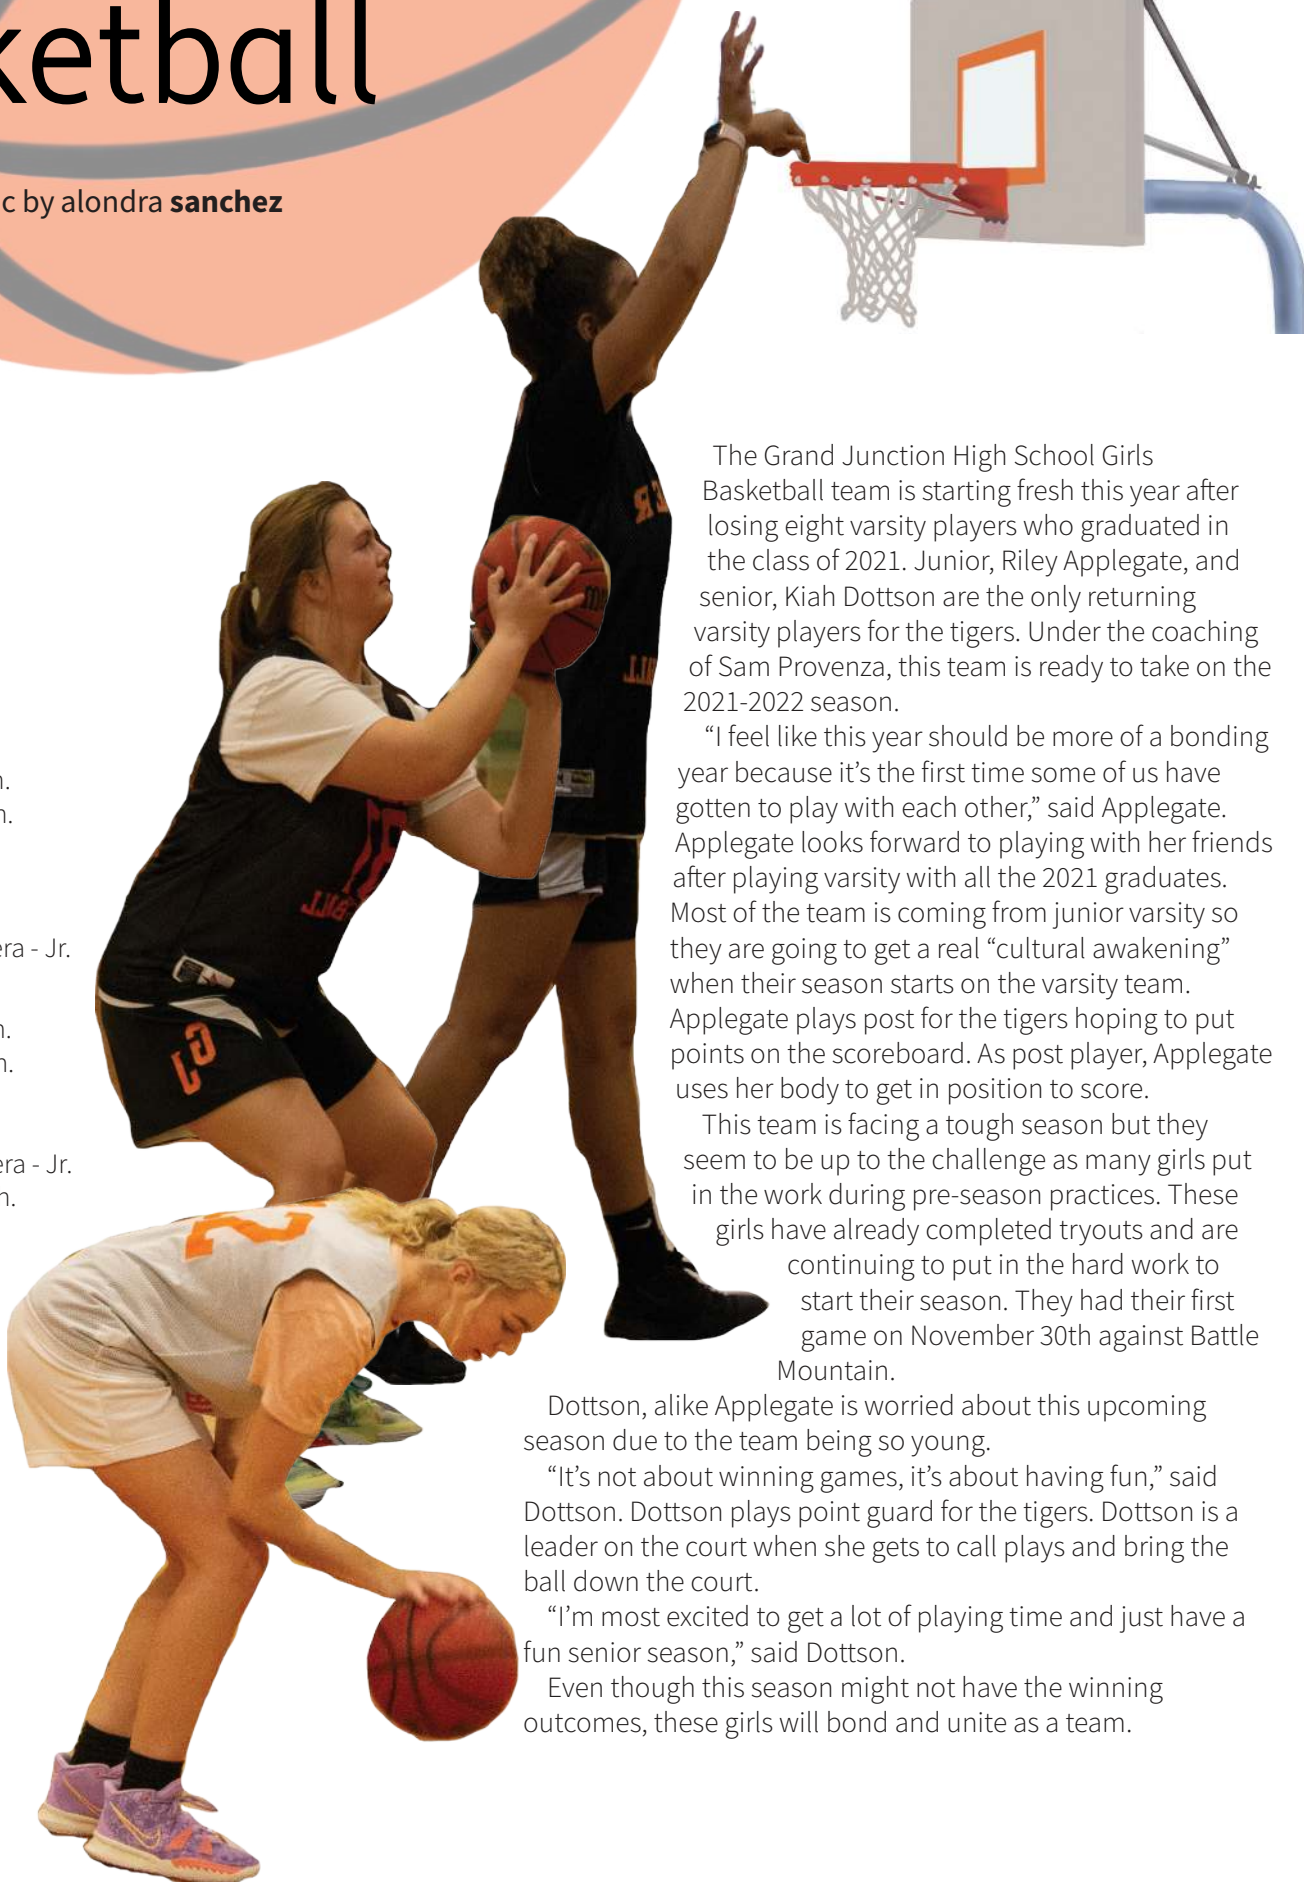 ketball
c by alondra sanchez
era - Jr.
era - Jr.
The Grand Junction High School Girls
Basketball team is starting fresh this year after
losing eight varsity players who graduated in
the class of 2021. Junior, Riley Applegate, and
senior, Kiah Dottson are the only returning
varsity players for the tigers. Under the coaching
of Sam Provenza, this team is ready to take on the
2021-2022 season.
“I feel like this year should be more of a bonding
year because it’s the first time some of us have
gotten to play with each other,” said Applegate.
Applegate looks forward to playing with her friends
after playing varsity with all the 2021 graduates.
Most of the team is coming from junior varsity so
they are going to get a real “cultural awakening”
when their season starts on the varsity team.
Applegate plays post for the tigers hoping to put
points on the scoreboard. As post player, Applegate
uses her body to get in position to score.
This team is facing a tough season but they
seem to be up to the challenge as many girls put
in the work during pre-season practices. These
girls have already completed tryouts and are
continuing to put in the hard work to
start their season. They had their first
game on November 30th against Battle
Mountain.
Dottson, alike Applegate is worried about this upcoming
season due to the team being so young.
“It’s not about winning games, it’s about having fun,” said
Dottson. Dottson plays point guard for the tigers. Dottson is a
leader on the court when she gets to call plays and bring the
ball down the court.
“I’m most excited to get a lot of playing time and just have a
fun senior season,” said Dottson.
Even though this season might not have the winning
outcomes, these girls will bond and unite as a team.